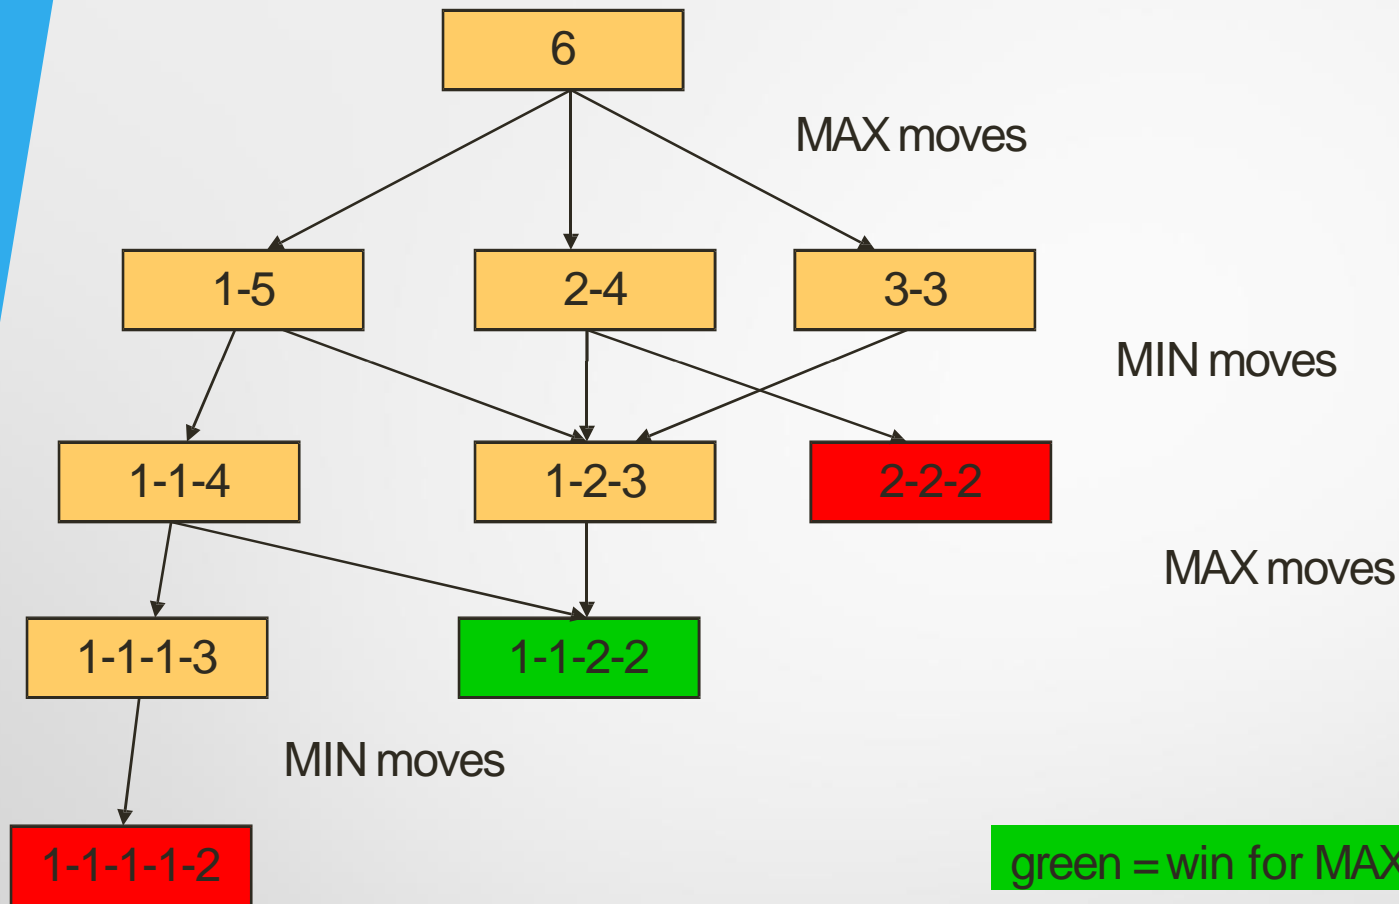 6
MAX moves
1-5
2-4
3-3
MIN moves
1-1-4
1-2-3
2-2-2
MAX moves
1-1-1-3
1-1-2-2
MIN moves
1-1-1-1-2
green = win for MAX